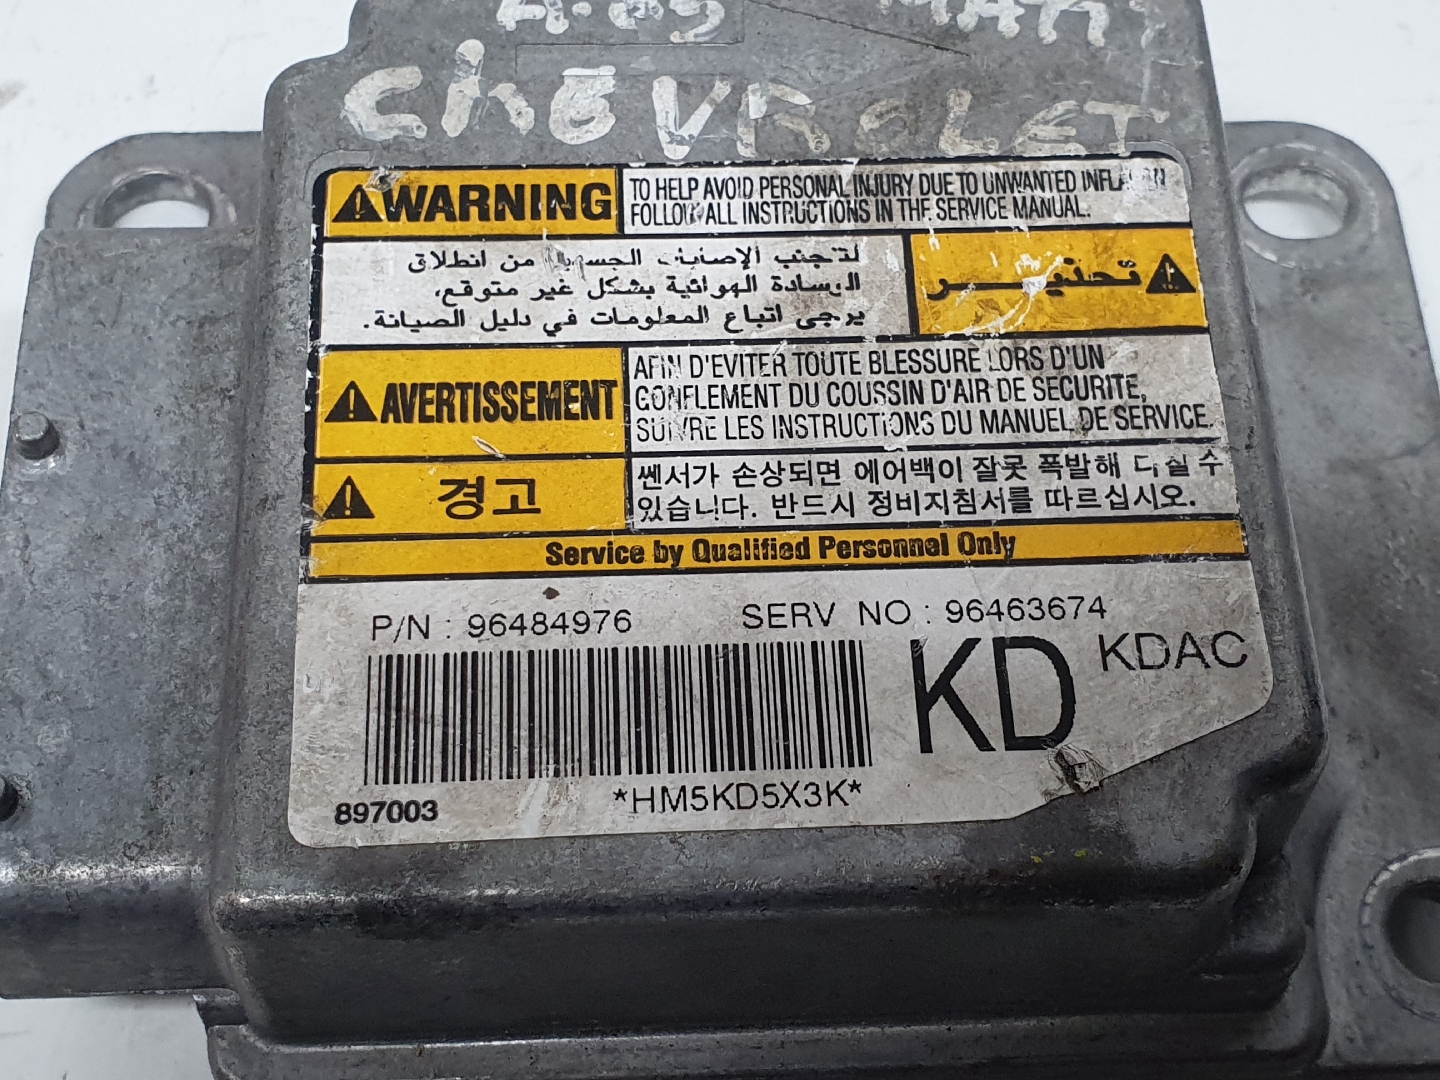 CHEVROLET
WARNING
TO HELP AVOID PERSONAL INJURY DUE TO UNWANTED
FOLLOW ALL INSTRUCTIONS IN THE SERVICE MANUAL.
لتجنب الإصابات من انطلاق
الوسادة الهوائية بشكل غير متوقع،
يرجى اتباع المعلومات في دليل الصيانة.
تحذيـــــر
AVERTISSEMENT
AFIN D'EVITER TOUTE BLESSURE LORS D'UN
GONFLEMENT DU COUSSIN D'AIR DE SECURITE,
SUIVRE LES INSTRUCTIONS DU MANUEL DE SERVICE.
경고
쎈서가 손상되면 에어백이 잘못 폭발해 다칠 수
있습니다. 반드시 정비지침서를 따르십시오.
Service by Qualified Personnel Only
P/N : 96484976 SERV NO : 96463674
KD KDAC
*HM5KD5X3K*
897003